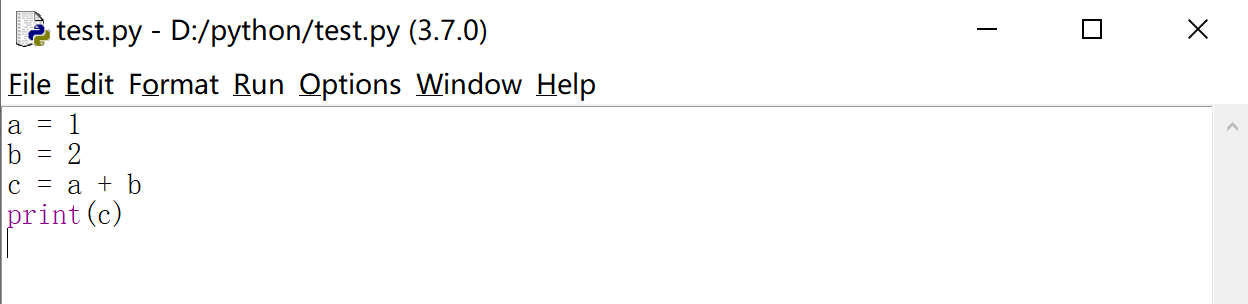 test.py - D:/python/test.py (3.7.0)
File Edit Format Run Options Window Help
a = 1
b = 2
c = a + b
print(c)